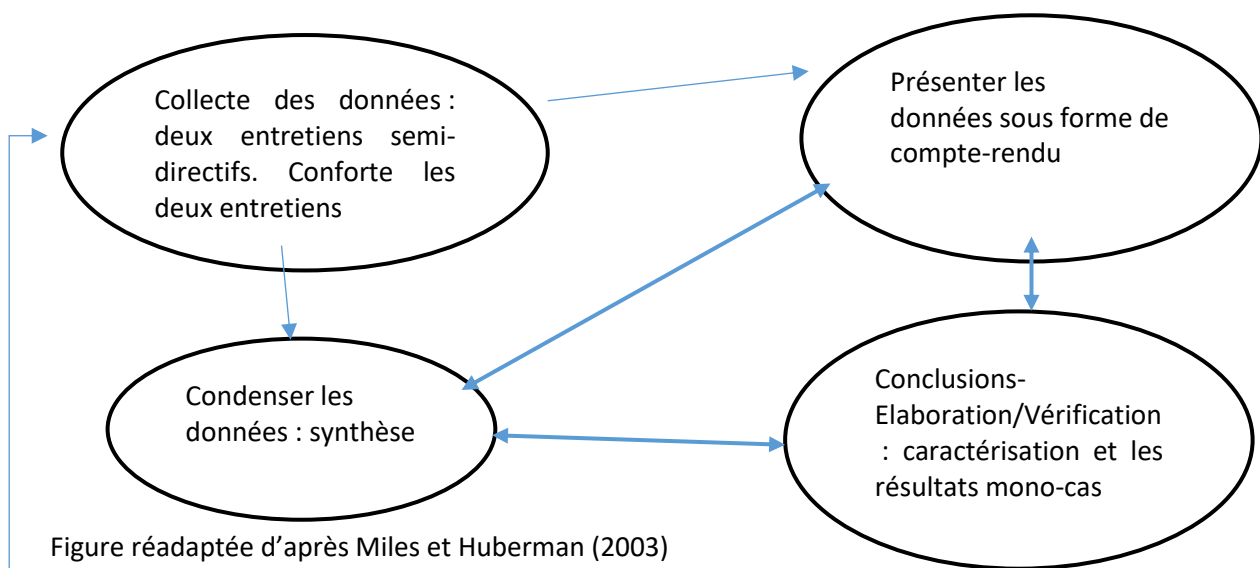 Collecte des données :
deux entretiens semi-
directifs. Conforte les
deux entretiens
Présenter les
données sous forme de
compte-rendu
Condenser les
données : synthèse
Conclusions-
Elaboration/Vérification
: caractérisation et les
résultats mono-cas
Figure réadaptée d’après Miles et Huberman (2003)